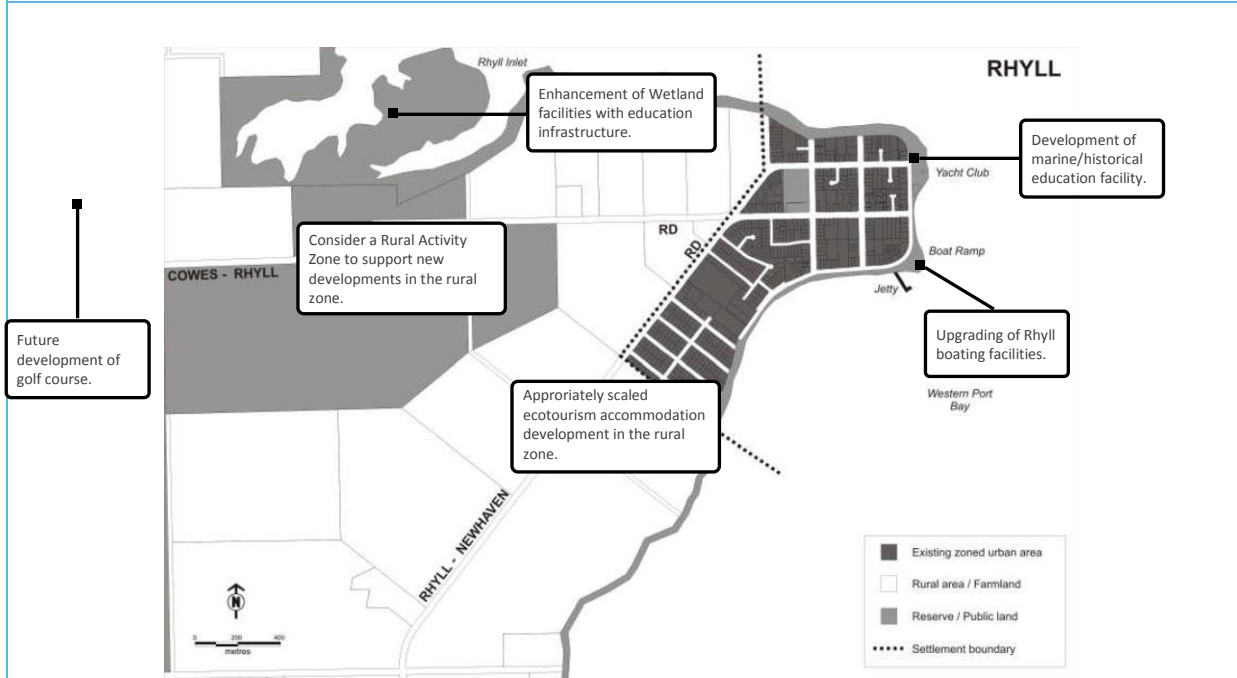 RHYLL
Rhyll Inlet
Enhancement of Wetland
facilities with education
infrastructure.
Development of
marine/historical
education facility.
Yacht Club
Consider a Rural Activity
Zone to support new
developments in the rural
zone.
RD
RD
COWES - RHYLL
Boat Ramp
Jetty
Future
development of
golf course.
Upgrading of Rhyll
boating facilities.
Approriately scaled
ecotourism accommodation
development in the rural
zone.
Western Port
Bay
RHYLL - NEWHAVEN
Existing zoned urban area
Rural area / Farmland
Reserve / Public land
Settlement boundary
N
0 200 400
metres